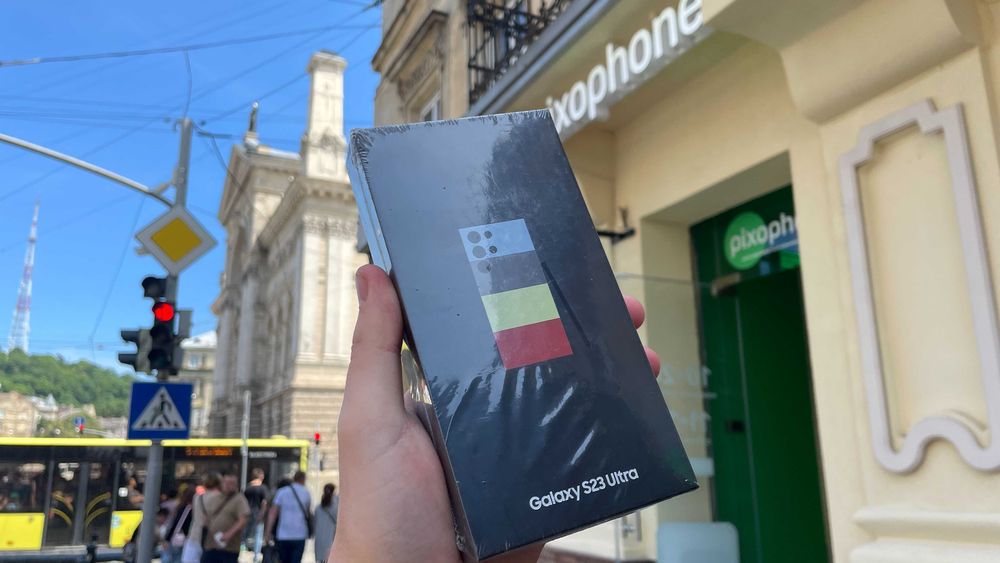 pixophone
pixoph
Galaxy S23 Ultra